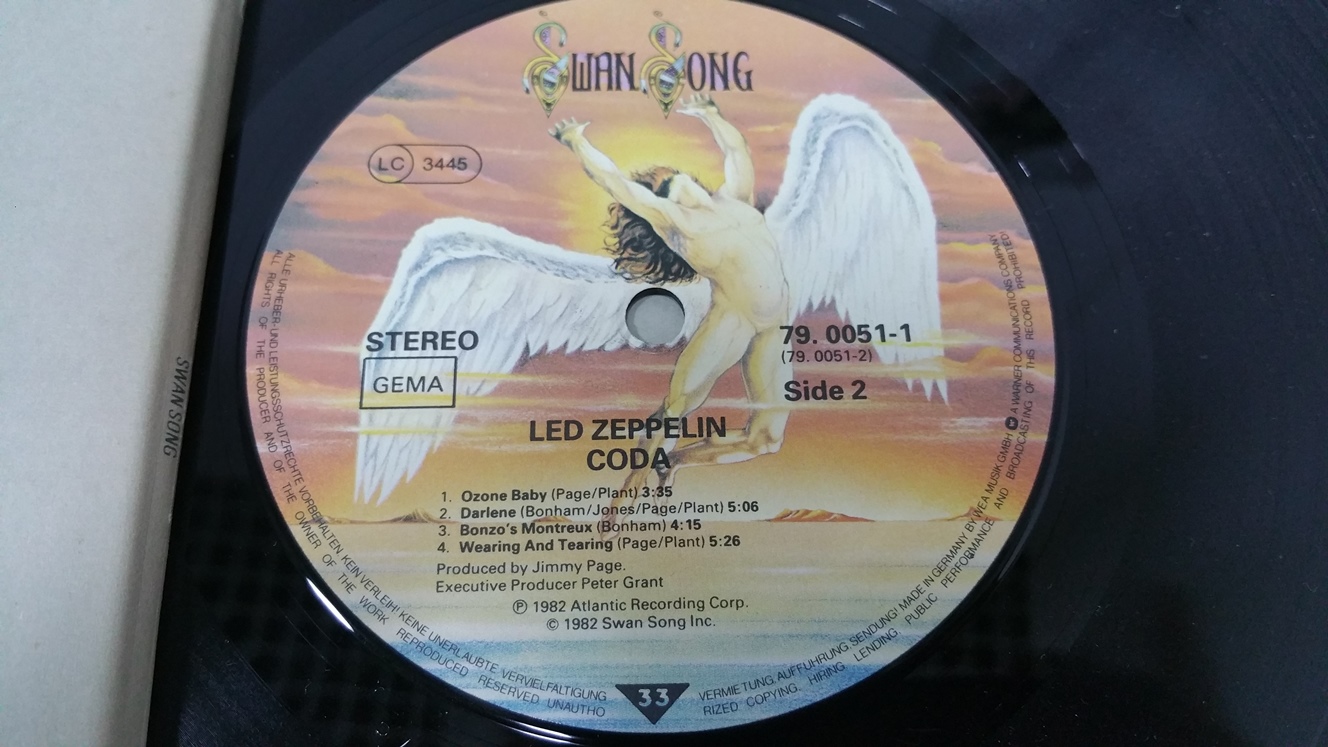 SWAN SONG
LC 3445
STEREO
GEMA
79. 0051-1
(79. 0051-2)
Side 2
LED ZEPPELIN
CODA
1. Ozone Baby (Page/Plant) 3:35
2. Darlene (Bonham/Jones/Page/Plant) 5:06
3. Bonzo's Montreux (Bonham) 4:15
4. Wearing And Tearing (Page/Plant) 5:26
Produced by Jimmy Page.
Executive Producer Peter Grant
℗ 1982 Atlantic Recording Corp.
© 1982 Swan Song Inc.
33
ALLE URHEBER- UND LEISTUNGSSCHUTZRECHTE VORBEHALTEN KEIN VERLEIH! KEINE UNERLAUBTE VERVIELFÄLTIGUNG
VERMIETUNG. AUFFÜHRUNG, SENDUNG! MADE IN GERMANY BY WEA MUSIK GMBH A WARNER COMMUNICATIONS COMPANY
ALL RIGHTS OF THE PRODUCER AND OF THE OWNER OF THE WORK REPRODUCED RESERVED UNAUTHO
RIZED COPYING. HIRING LENDING PUBLIC PERFORMANCE AND BROADCASTING OF THIS RECORD PROHIBITED!
SWAN SONG